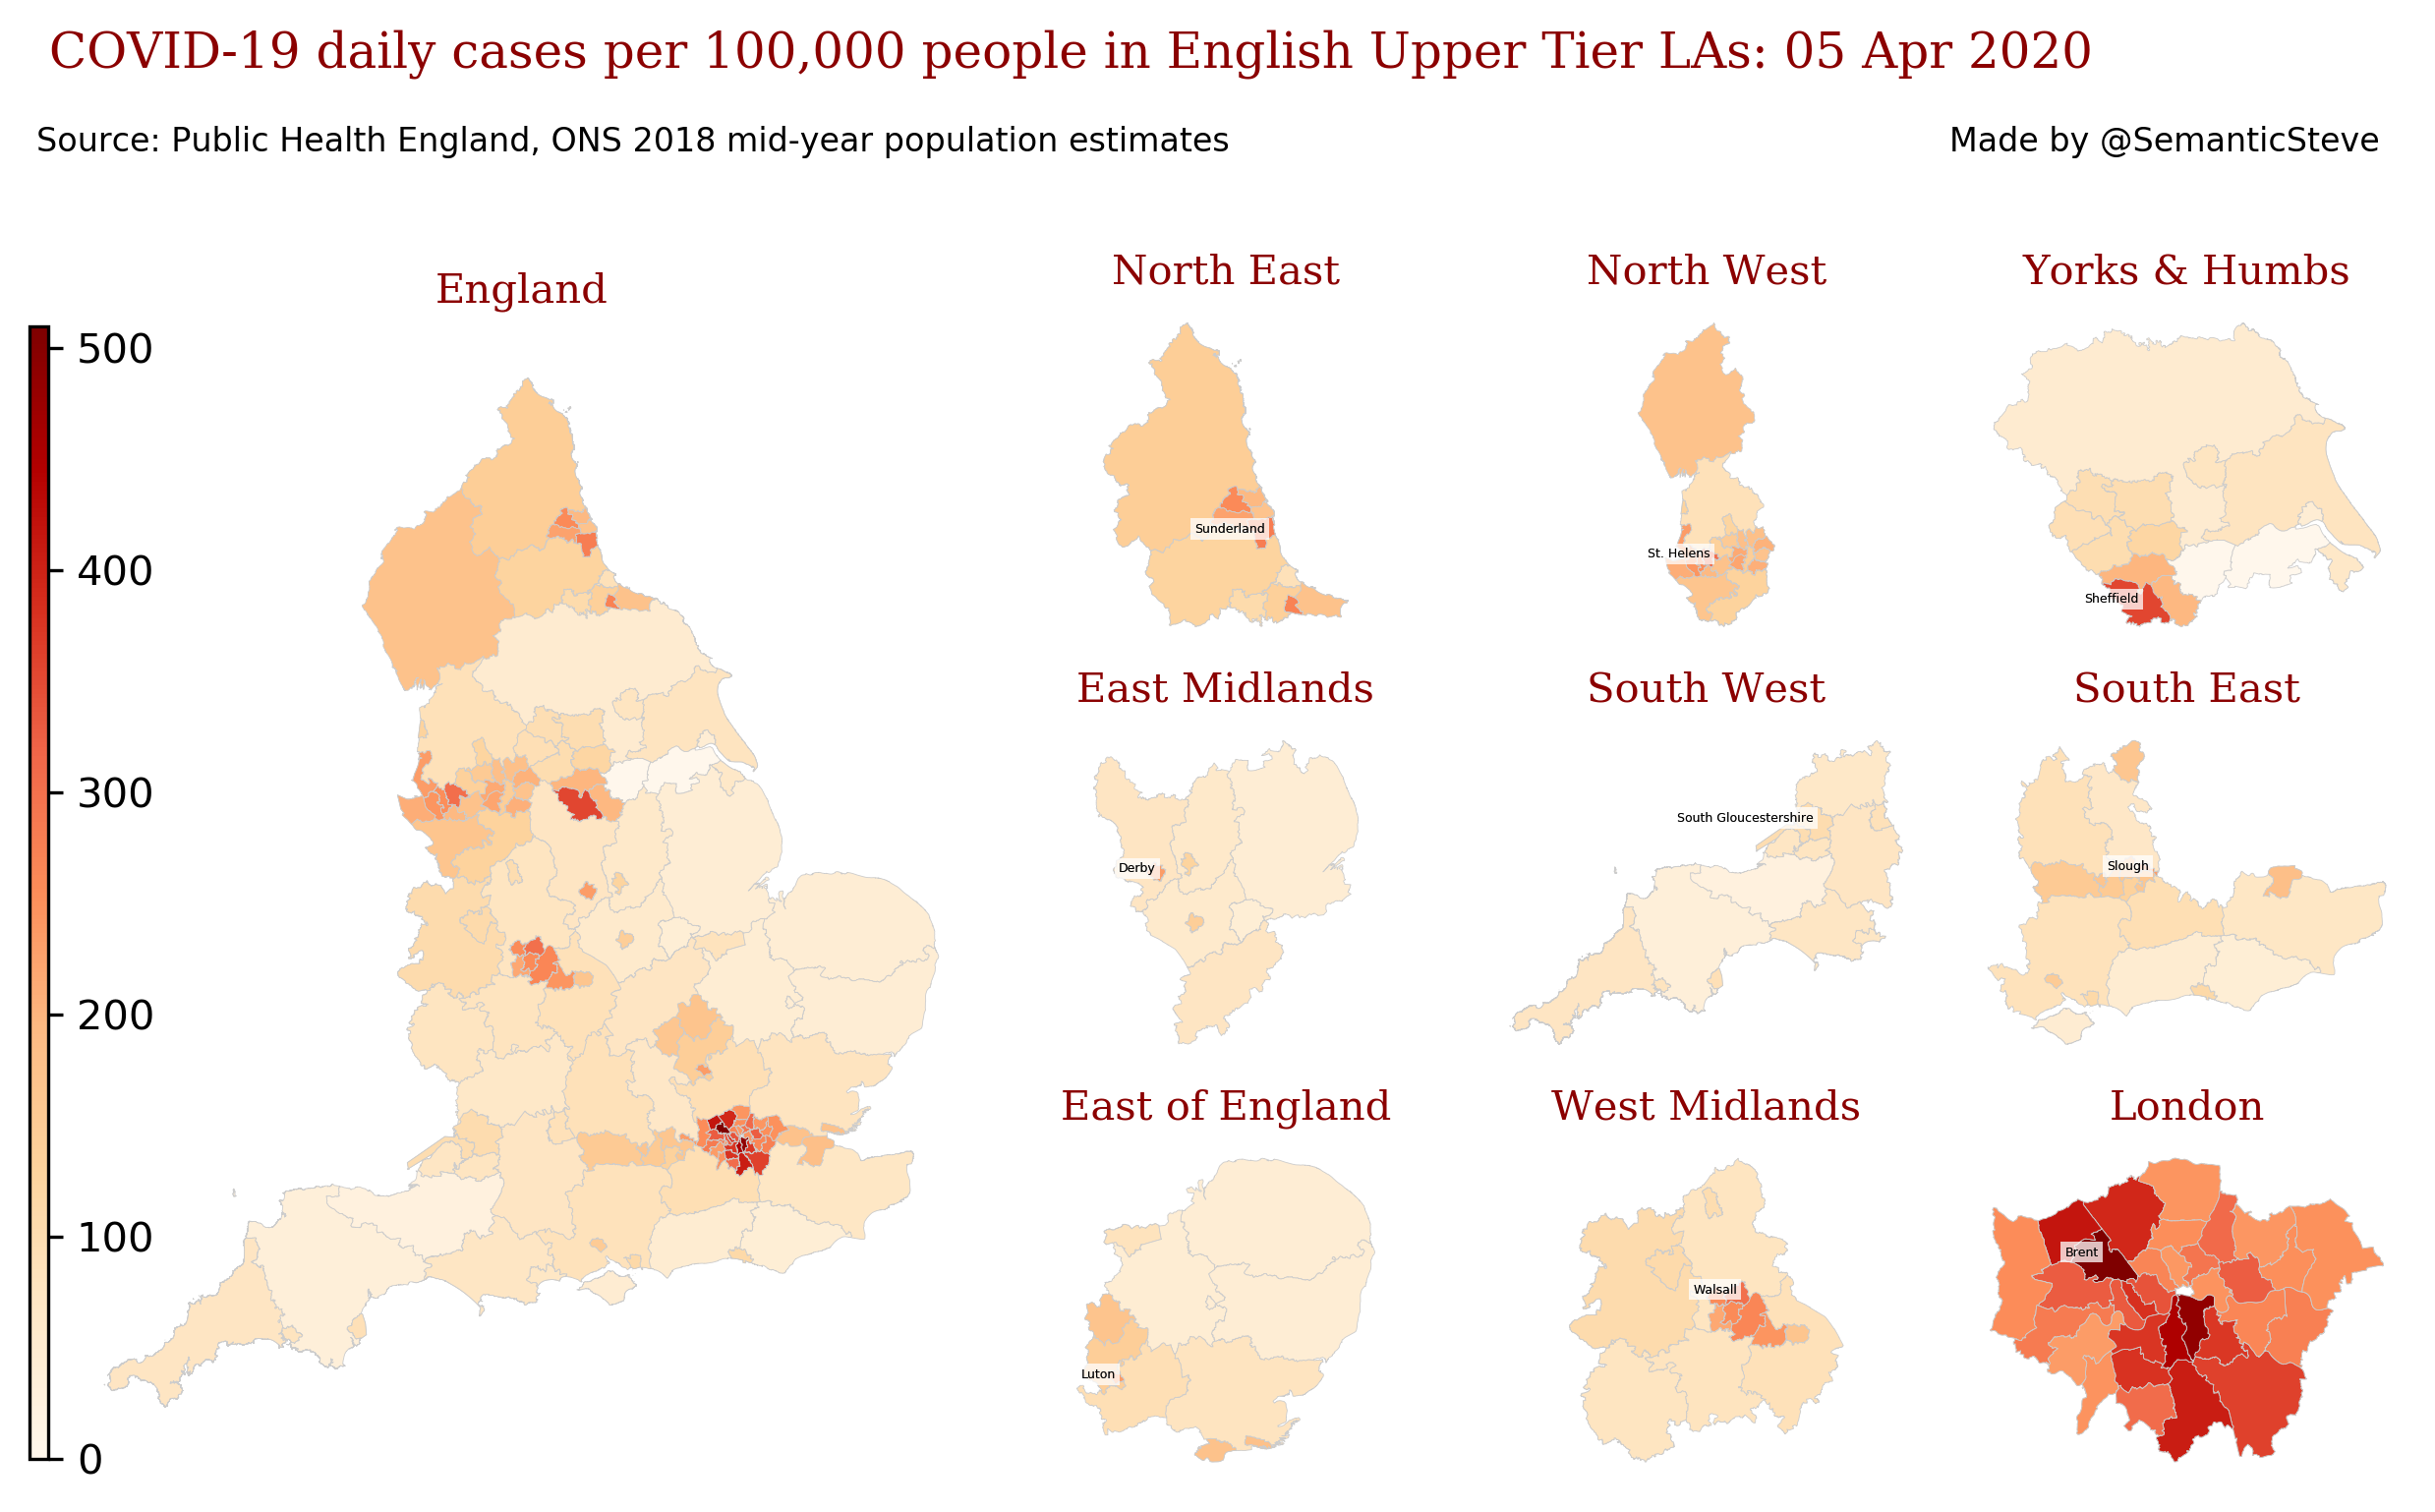 COVID-19 daily cases per 100,000 people in English Upper Tier LAs: 05 Apr 2020
Source: Public Health England, ONS 2018 mid-year population estimates
Made by @SemanticSteve
England
500
400
300
200
100
0
North East
Sunderland
North West
St. Helens
Yorks & Humbs
Sheffield
East Midlands
Derby
South West
South Gloucestershire
South East
Slough
East of England
Luton
West Midlands
Walsall
London
Brent